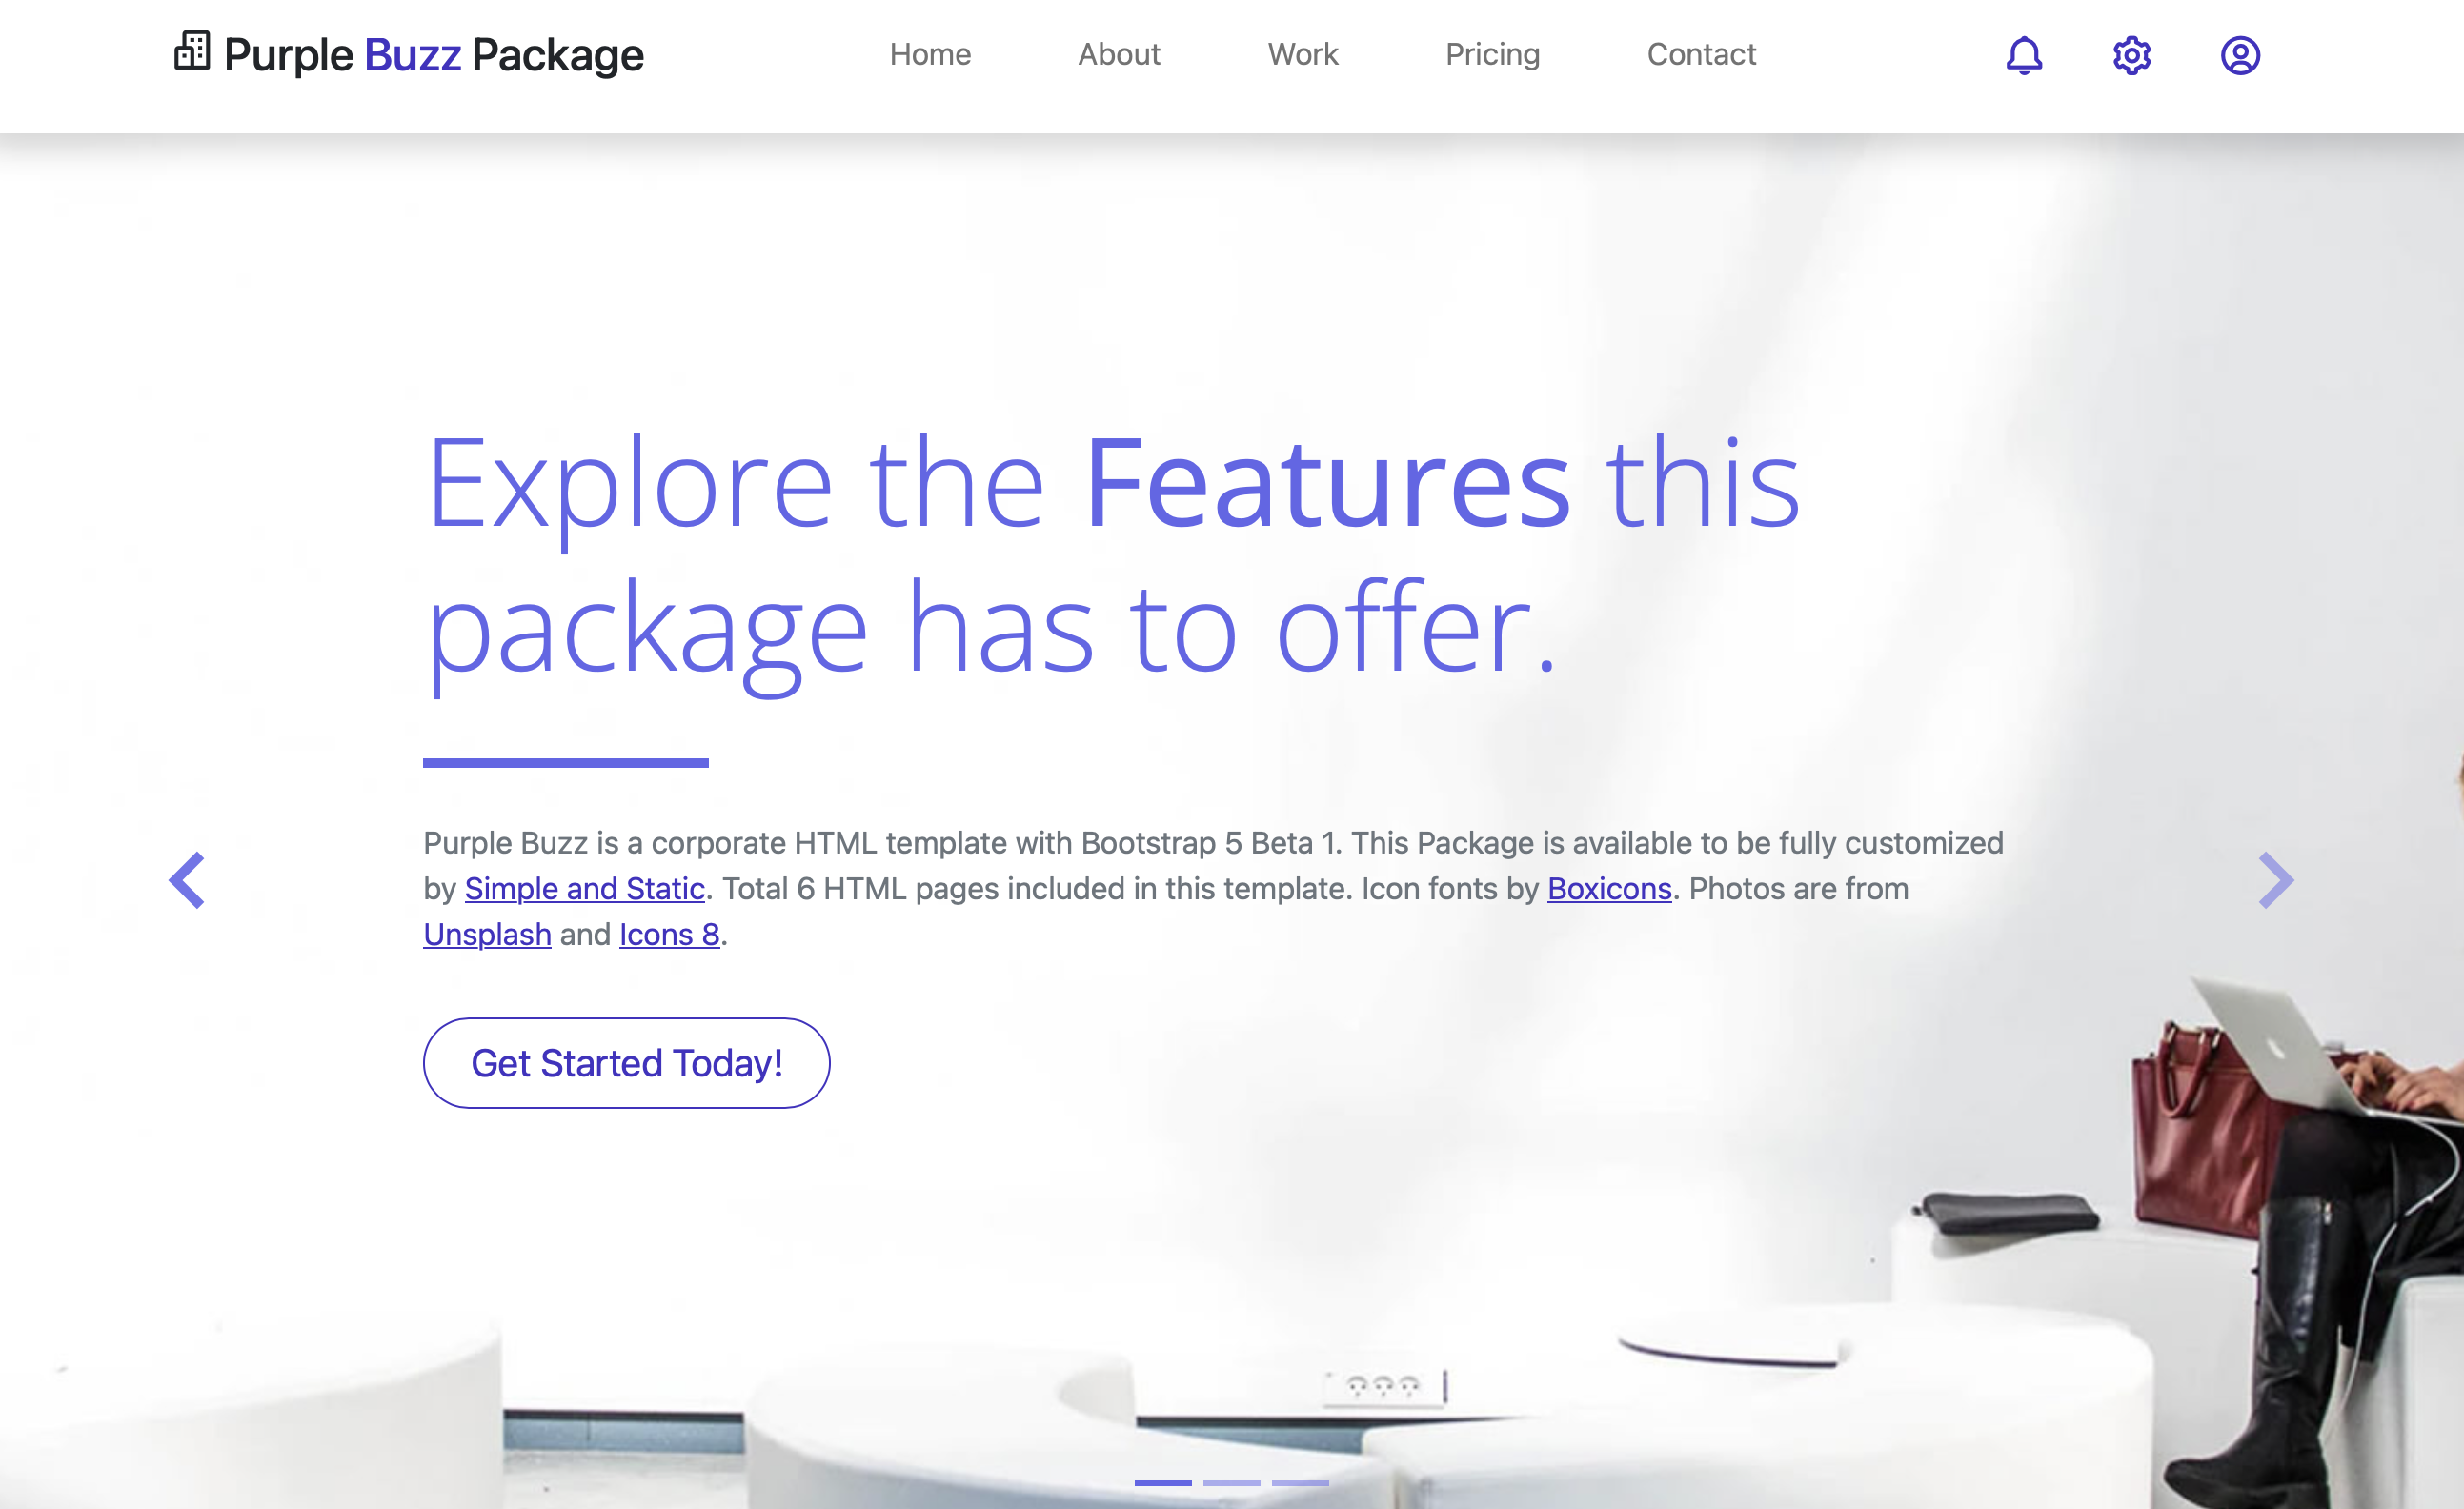 Purple Buzz Package
Home
About
Work
Pricing
Contact
Explore the Features this
package has to offer.
Purple Buzz is a corporate HTML template with Bootstrap 5 Beta 1. This Package is available to be fully customized
by Simple and Static. Total 6 HTML pages included in this template. Icon fonts by Boxicons. Photos are from
Unsplash and Icons 8.
Get Started Today!